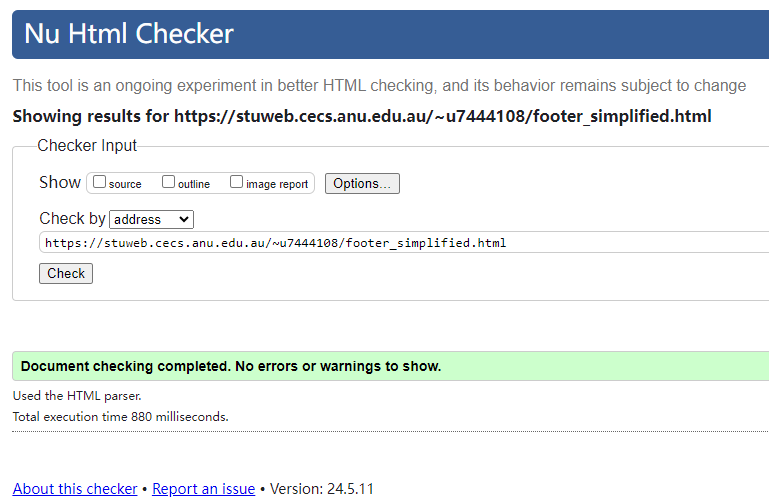 Nu Html Checker
This tool is an ongoing experiment in better HTML checking, and its behavior remains subject to change
Showing results for https://stuweb.cecs.anu.edu.au/~u7444108/footer_simplified.html
Checker Input
Show source outline image report Options...
Check by address
https://stuweb.cecs.anu.edu.au/~u7444108/footer_simplified.html
Check
Document checking completed. No errors or warnings to show.
Used the HTML parser.
Total execution time 880 milliseconds.
About this checker • Report an issue • Version: 24.5.11